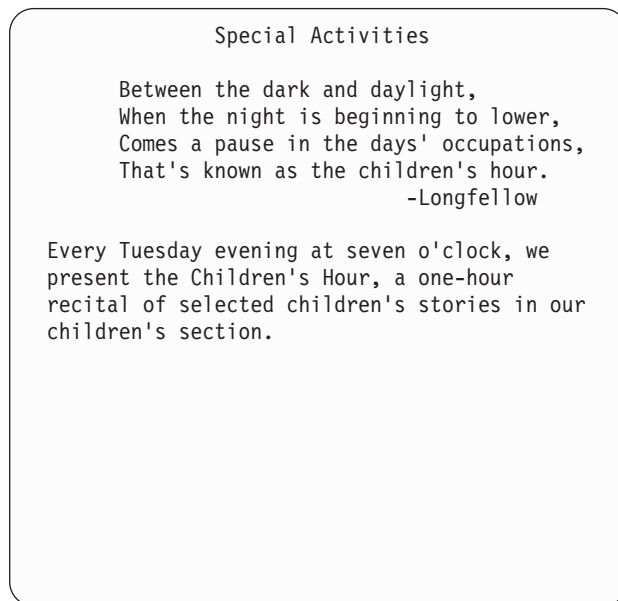 Special Activities
Between the dark and daylight,
When the night is beginning to lower,
Comes a pause in the days' occupations,
That's known as the children's hour.
-Longfellow
Every Tuesday evening at seven o'clock, we
present the Children's Hour, a one-hour
recital of selected children's stories in our
children's section.